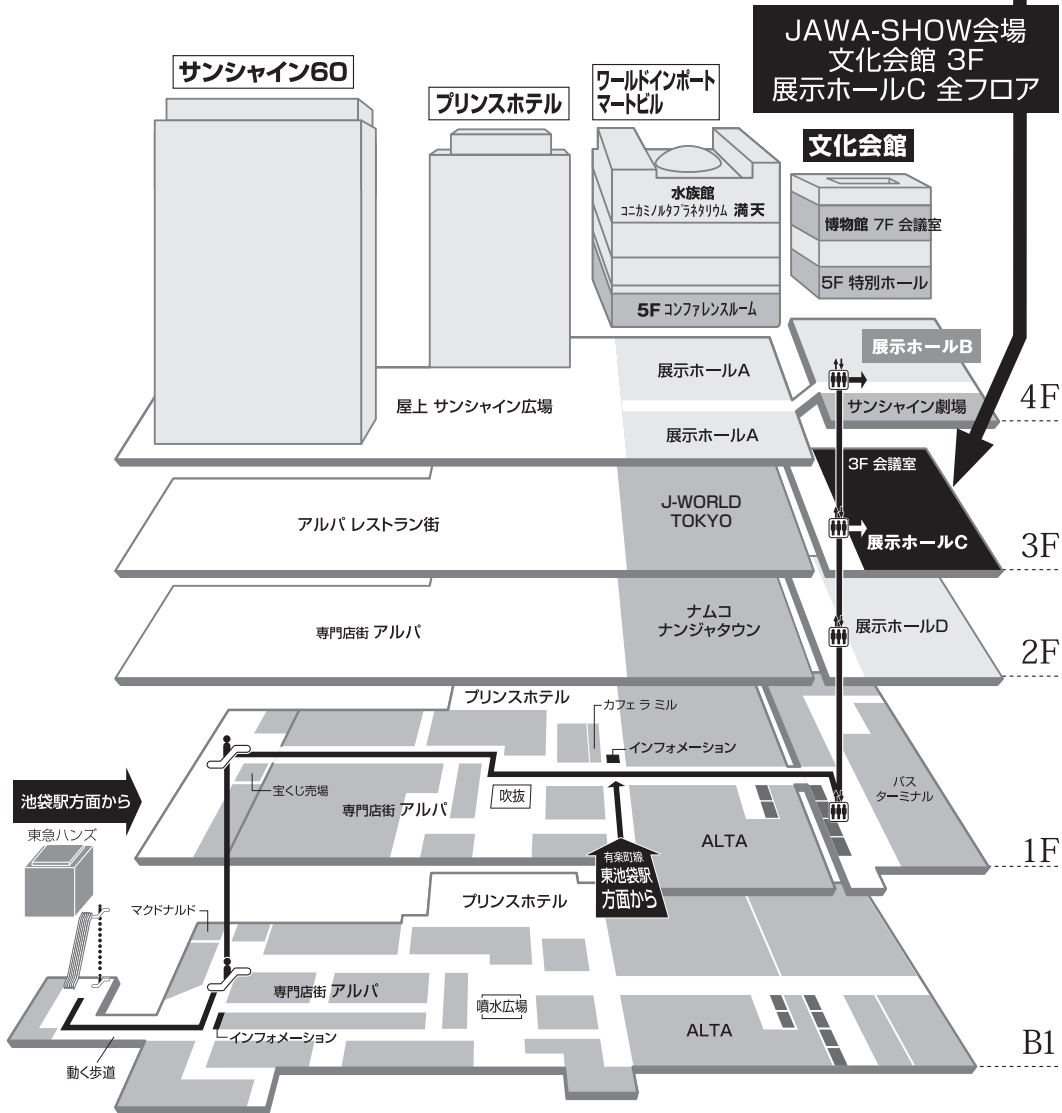 JAWA-SHOW会場
文化会館 3F
展示ホールC 全フロア
サンシャイン60
プリンスホテル
ワールドインポート
マートビル
文化会館
水族館
コニカミノルタプラネタリウム 満天
5F コンファレンスルーム
博物館 7F 会議室
5F 特別ホール
展示ホールB
サンシャイン劇場
4F
展示ホールA
展示ホールA
屋上 サンシャイン広場
3F 会議室
展示ホールC
3F
アルパ レストラン街
J-WORLD
TOKYO
専門店街 アルパ
ナムコ
ナンジャタウン
展示ホールD
2F
プリンスホテル
カフェ ラ ミル
インフォメーション
池袋駅方面から
宝くじ売場
専門店街 アルパ
吹抜
ALTA
バス
ターミナル
1F
有楽町線
東池袋駅
方面から
東急ハンズ
マクドナルド
プリンスホテル
専門店街 アルパ
噴水広場
ALTA
インフォメーション
動く歩道
B1